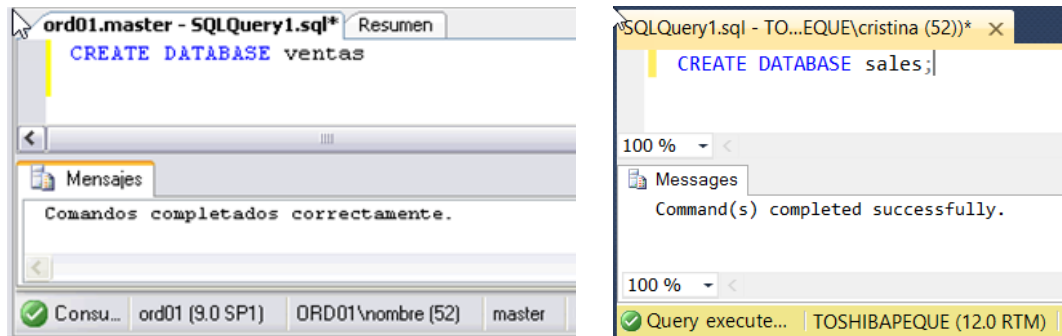 ord01.master - SQLQuery1.sql* Resumen
CREATE DATABASE ventas
Mensajes
Comandos completados correctamente.
Consu... ord01 (9.0 SP1) ORD01\nombre (52) master
SQLQuery1.sql - TO...EQUE\cristina (52))*
CREATE DATABASE sales;
100 %
Messages
Command(s) completed successfully.
100 %
Query execute... TOSHIBAPEQUE (12.0 RTM)